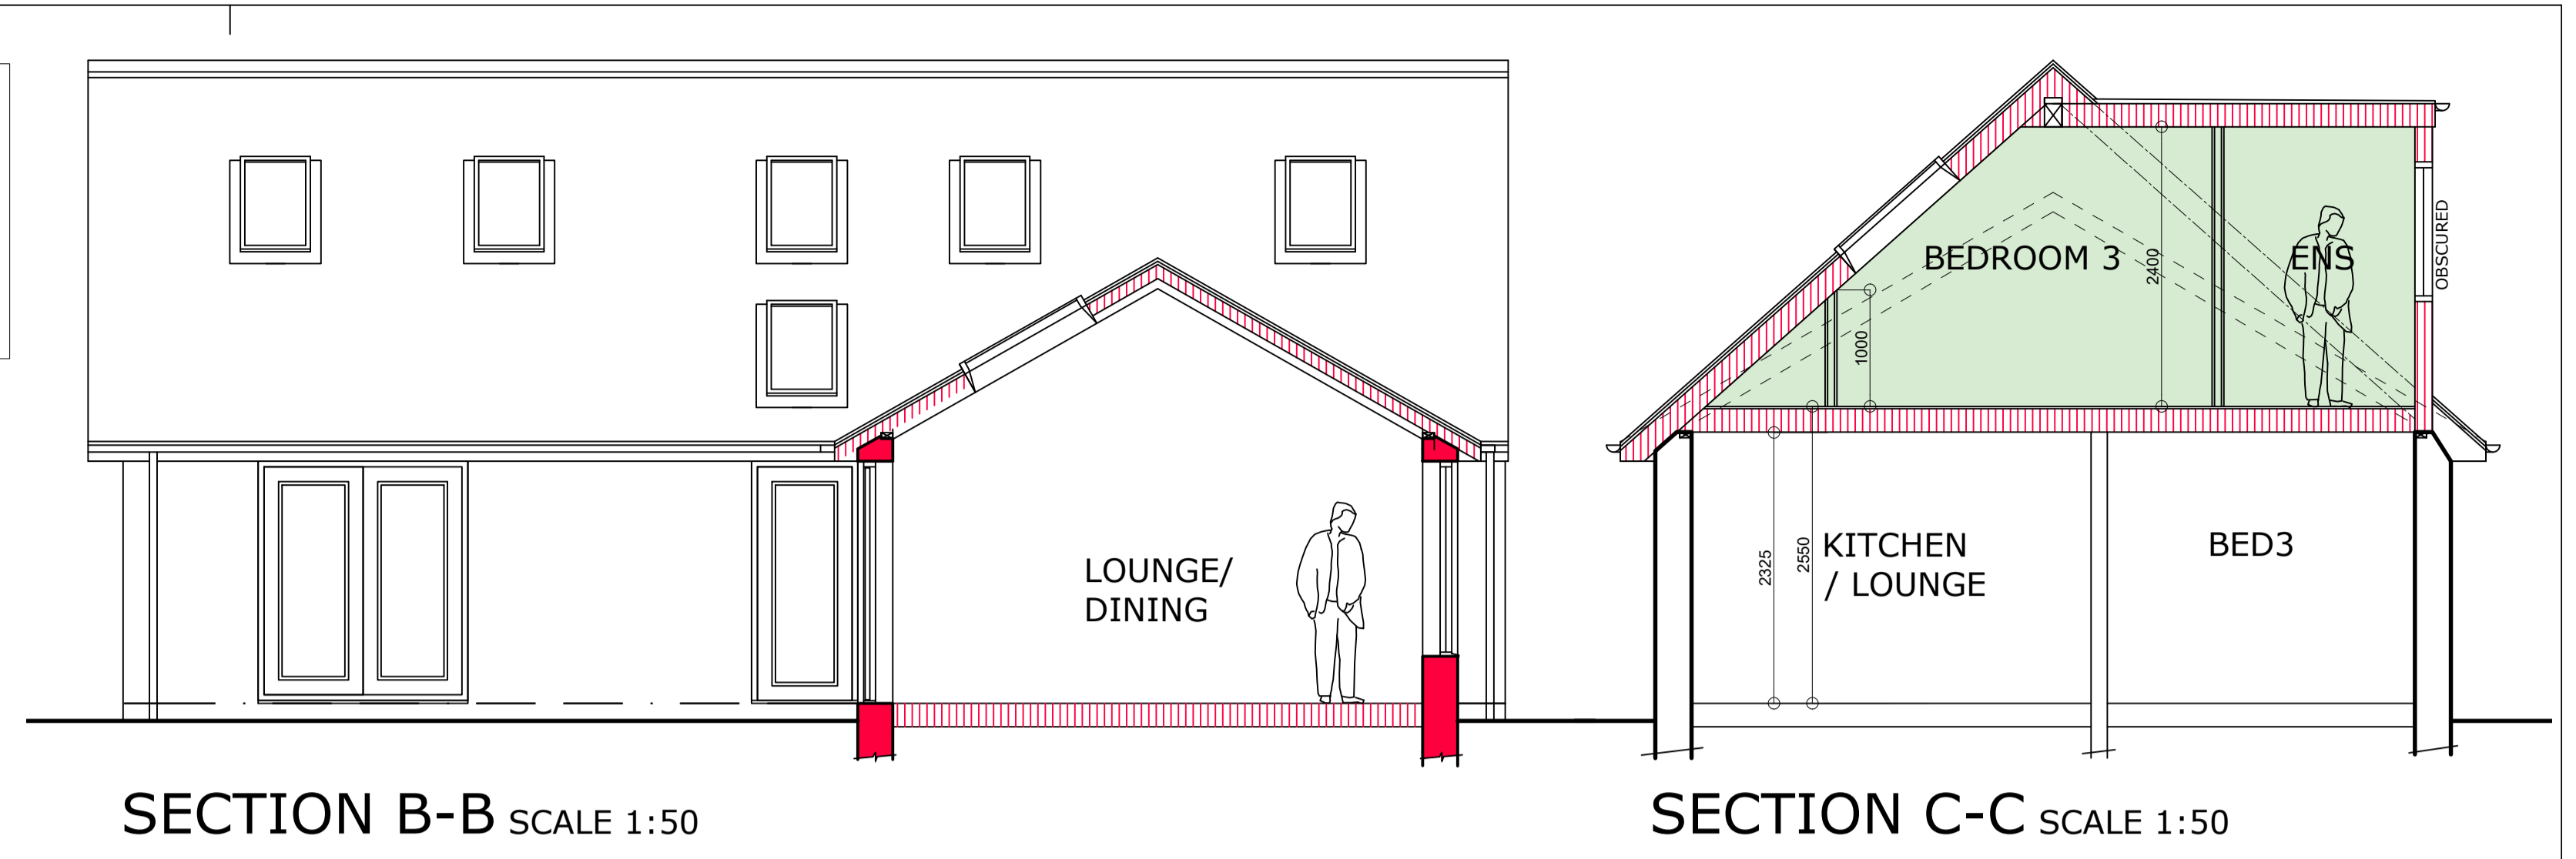 LOUNGE/
DINING
SECTION B-B SCALE 1:50
BEDROOM 3
2400
ENS
OBSCURED
1000
2325
2550
KITCHEN
/ LOUNGE
BED3
SECTION C-C SCALE 1:50